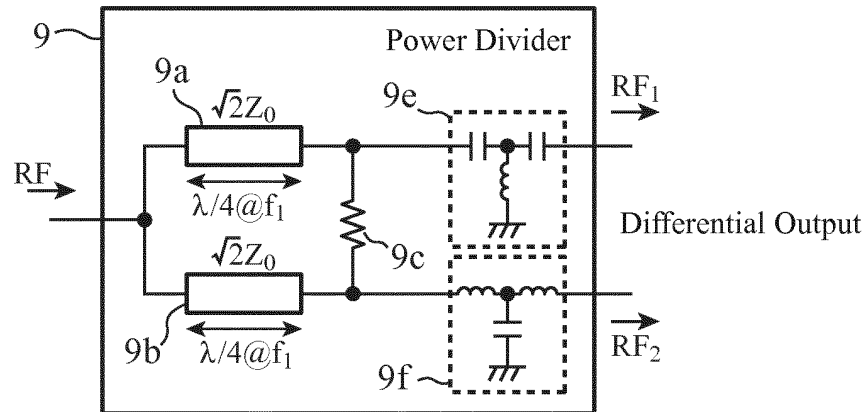 9
Power Divider
9a
√2Z₀
9e
RF₁
RF
λ/4@f₁
9c
Differential Output
√2Z₀
9b
λ/4@f₁
9f
RF₂